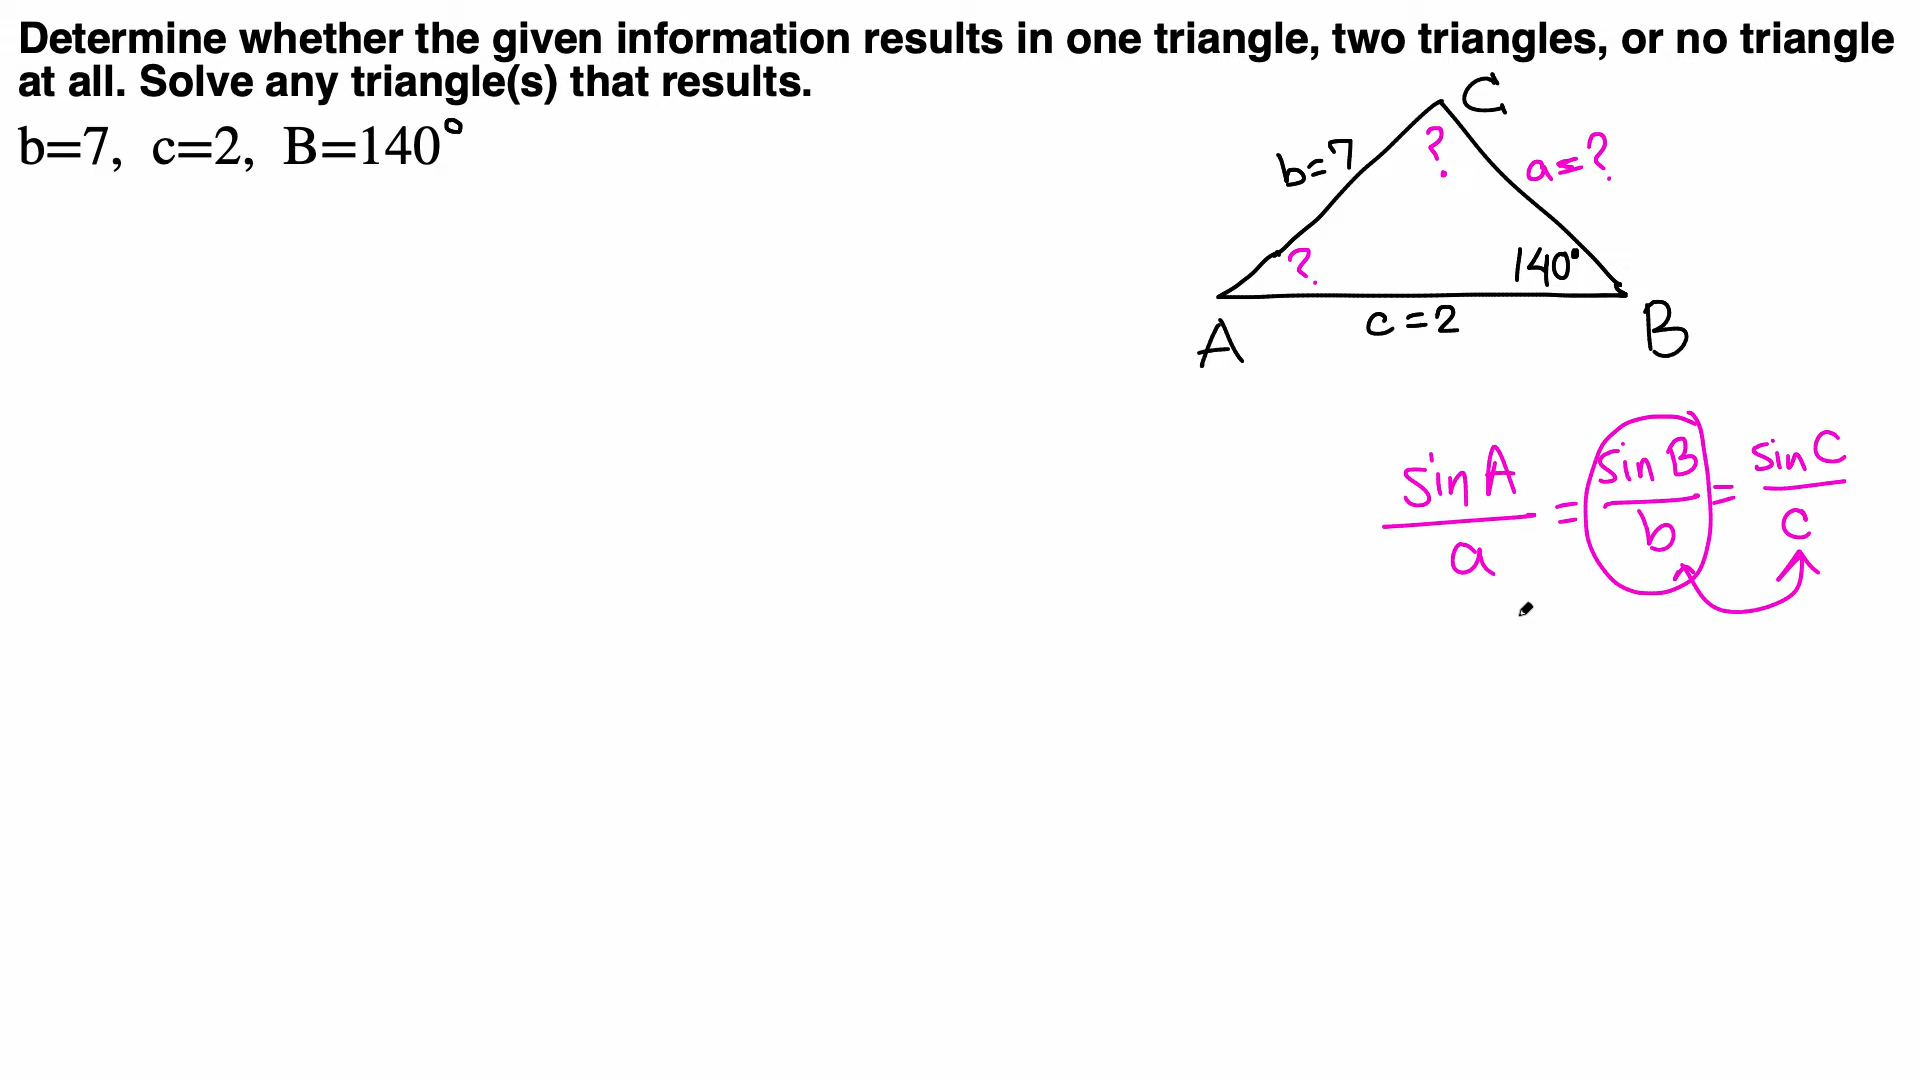 Determine whether the given information results in one triangle, two triangles, or no triangle
at all. Solve any triangle(s) that results.
b=7, c=2, B=140°
C
b=7 ? a=?
? 140°
A c=2 B
sin A / a = sin B / b = sin C / c